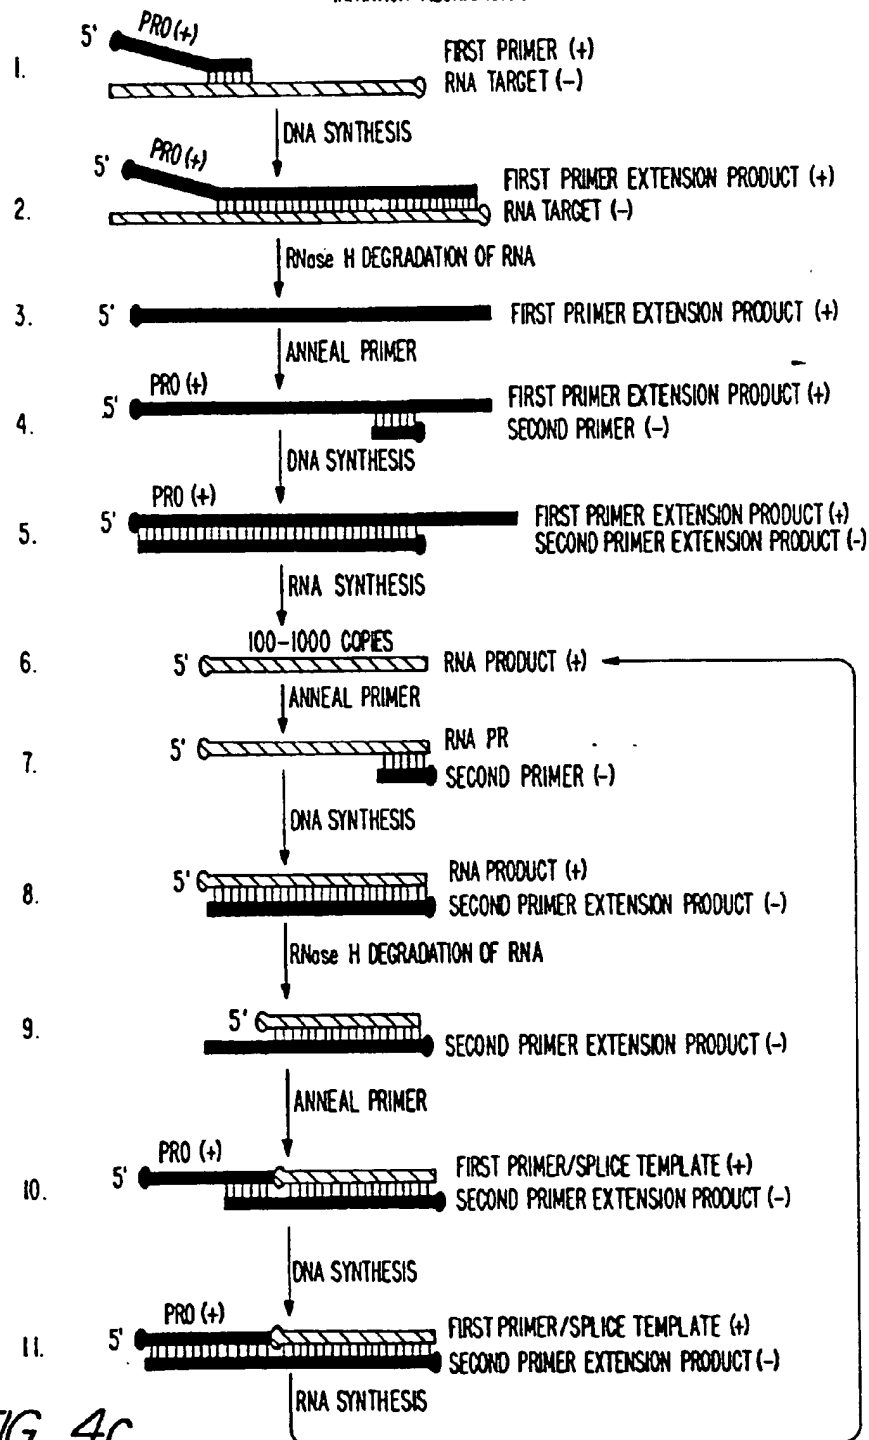 1.
5' PRO (+)
FIRST PRIMER (+)
RNA TARGET (-)
DNA SYNTHESIS
2.
5' PRO (+)
FIRST PRIMER EXTENSION PRODUCT (+)
RNA TARGET (-)
RNase H DEGRADATION OF RNA
3. 5' FIRST PRIMER EXTENSION PRODUCT (+)
ANNEAL PRIMER
PRO (+)
4. 5' FIRST PRIMER EXTENSION PRODUCT (+)
SECOND PRIMER (-)
DNA SYNTHESIS
PRO (+)
5. 5' FIRST PRIMER EXTENSION PRODUCT (+)
SECOND PRIMER EXTENSION PRODUCT (-)
RNA SYNTHESIS
100-1000 COPIES
6. 5' RNA PRODUCT (+)
ANNEAL PRIMER
7. 5' RNA PR
SECOND PRIMER (-)
DNA SYNTHESIS
8. 5' RNA PRODUCT (+)
SECOND PRIMER EXTENSION PRODUCT (-)
RNase H DEGRADATION OF RNA
9. 5'
SECOND PRIMER EXTENSION PRODUCT (-)
ANNEAL PRIMER
PRO (+)
10. 5' FIRST PRIMER/SPLICE TEMPLATE (+)
SECOND PRIMER EXTENSION PRODUCT (-)
DNA SYNTHESIS
PRO (+)
11. 5' FIRST PRIMER/SPLICE TEMPLATE (+)
SECOND PRIMER EXTENSION PRODUCT (-)
RNA SYNTHESIS
4c